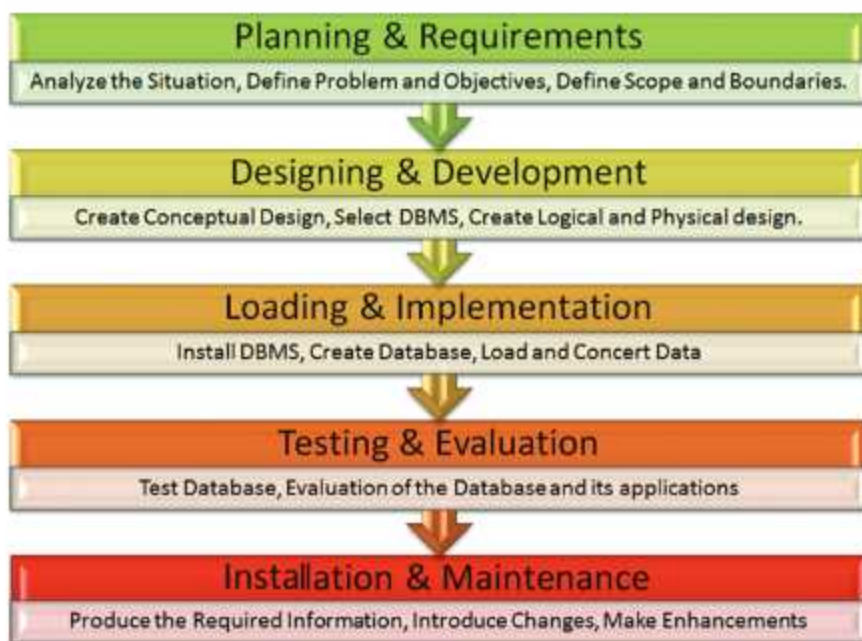 Planning & Requirements
Analyze the Situation, Define Problem and Objectives, Define Scope and Boundaries.
Designing & Development
Create Conceptual Design, Select DBMS, Create Logical and Physical design.
Loading & Implementation
Install DBMS, Create Database, Load and Concert Data
Testing & Evaluation
Test Database, Evaluation of the Database and its applications
Installation & Maintenance
Produce the Required Information, Introduce Changes, Make Enhancements